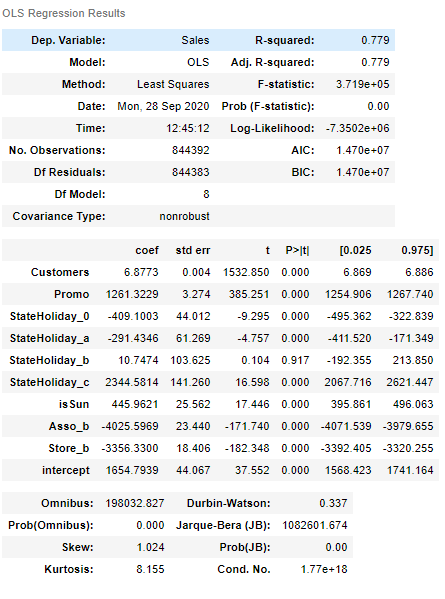 OLS Regression Results
Dep. Variable: Sales R-squared: 0.779
Model: OLS Adj. R-squared: 0.779
Method: Least Squares F-statistic: 3.719e+05
Date: Mon, 28 Sep 2020 Prob (F-statistic): 0.00
Time: 12:45:12 Log-Likelihood: -7.3502e+06
No. Observations: 844392 AIC: 1.470e+07
Df Residuals: 844383 BIC: 1.470e+07
Df Model: 8
Covariance Type: nonrobust
coef std err t P>|t| [0.025 0.975]
Customers 6.8773 0.004 1532.850 0.000 6.869 6.886
Promo 1261.3229 3.274 385.251 0.000 1254.906 1267.740
StateHoliday_0 -409.1003 44.012 -9.295 0.000 -495.362 -322.839
StateHoliday_a -291.4346 61.269 -4.757 0.000 -411.520 -171.349
StateHoliday_b 10.7474 103.625 0.104 0.917 -192.355 213.850
StateHoliday_c 2344.5814 141.260 16.598 0.000 2067.716 2621.447
isSun 445.9621 25.562 17.446 0.000 395.861 496.063
Asso_b -4025.5969 23.440 -171.740 0.000 -4071.539 -3979.655
Store_b -3356.3300 18.406 -182.348 0.000 -3392.405 -3320.255
intercept 1654.7939 44.067 37.552 0.000 1568.423 1741.164
Omnibus: 198032.827 Durbin-Watson: 0.337
Prob(Omnibus): 0.000 Jarque-Bera (JB): 1082601.674
Skew: 1.024 Prob(JB): 0.00
Kurtosis: 8.155 Cond. No. 1.77e+18